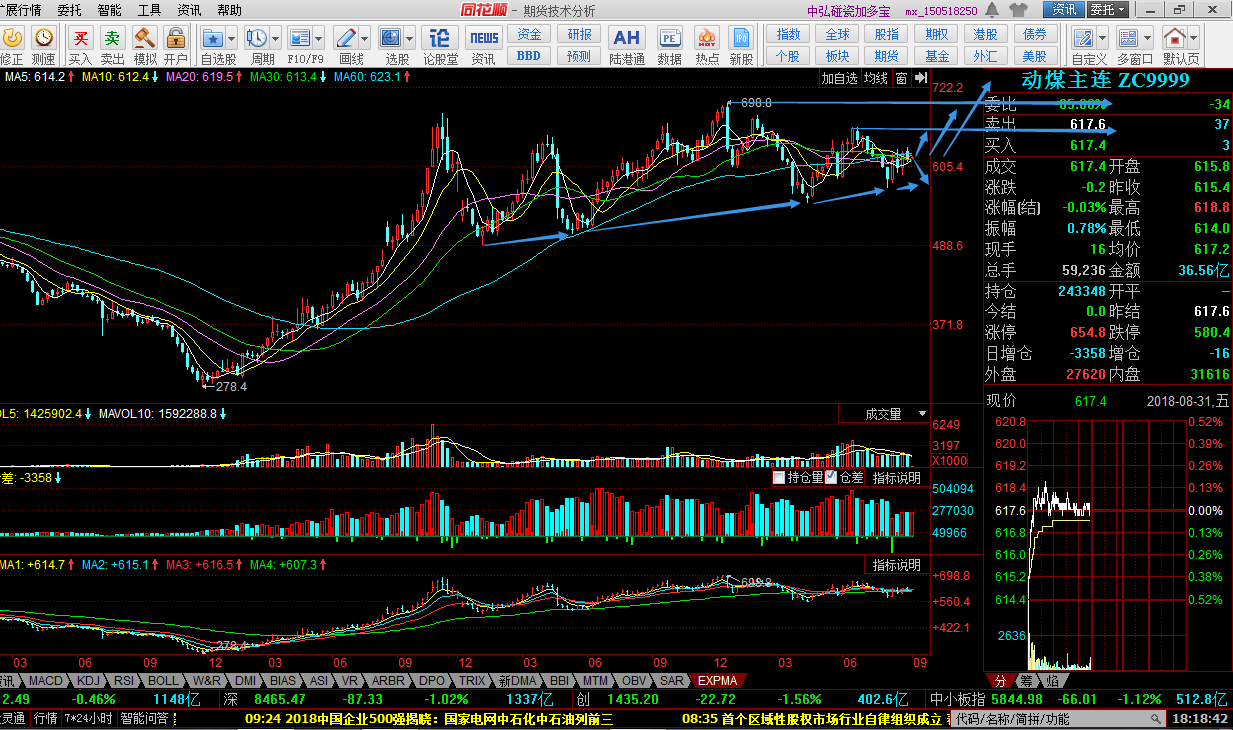 扩展行情 委托 智能 工具 资讯 帮助 同花顺 - 期货技术分析 中弘碰瓷加多宝 mx_150518250 资讯 委托
修正 测速 买入 卖出 模拟 开户 自选股 周期 F10/F9 画线 选股 论股堂 资讯 陆港通 数据 热点 新股 自定义 多窗口 默认页
买 卖 论 NEWS 资金 研报 AH PE HOT IPO 指数 全球 股指 期权 港股 债券
BBD 预测 个股 板块 期货 基金 外汇 美股
MA5: 614.2 MA10: 612.4 MA20: 619.5 MA30: 613.4 MA60: 623.1 加自选 均线 窗
动煤主连 ZC9999
722.2
605.4
488.6
371.8
698.8
278.4
委比 -34
卖出 617.6 37
买入 617.4 3
成交 617.4 开盘 615.8
涨跌 -0.2 昨收 615.4
涨幅(结) -0.03% 最高 618.8
振幅 0.78% 最低 614.0
现手 16 均价 617.2
总手 59,236 金额 36.56亿
持仓 243348 开平 —
今结 0.0 昨结 617.6
涨停 654.8 跌停 580.4
日增仓 -3358 增仓 -16
外盘 27620 内盘 31616
现价 617.4 2018-08-31,五
OL5: 1425902.4 MAVOL10: 1592288.8 成交量
6249
3197
X1000
差: -3358 持仓量 仓差 指标说明
504094
277030
49966
MA1: +614.7 MA2: +615.1 MA3: +616.5 MA4: +607.3 指标说明
+698.8
+560.4
+422.1
698.8
278.4
620.8 0.52%
620.0 0.39%
619.2 0.26%
618.4 0.13%
617.6 0.00%
616.8 0.13%
616.0 0.26%
615.2 0.38%
614.4 0.52%
2636
03 06 09 12 03 06 09 12 03 06 09 12 03 06 09
资讯 MACD KDJ RSI BOLL W&R DMI BIAS ASI VR ARBR DPO TRIX 新DMA BBI MTM OBV SAR EXPMA 分 筹 焰
2.49 -0.46% 1148亿 深 8465.47 -87.33 -1.02% 1337亿 创 1435.20 -22.72 -1.56% 402.6亿 中小板指 5844.98 -66.01 -1.12% 512.8亿
灵通 行情 7*24小时 智能问答 09:24 2018中国企业500强揭晓：国家电网中石化中石油列前三 08:35 首个区域性股权市场行业自律组织成立 代码/名称/简拼/功能 18:18:42